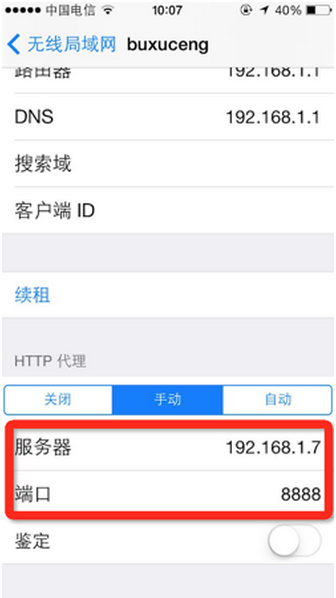 中国电信 10:07 40%
无线局域网 buxuceng
路由器 192.168.1.1
DNS 192.168.1.1
搜索域
客户端 ID
续租
HTTP 代理
关闭 手动 自动
服务器 192.168.1.7
端口 8888
鉴定